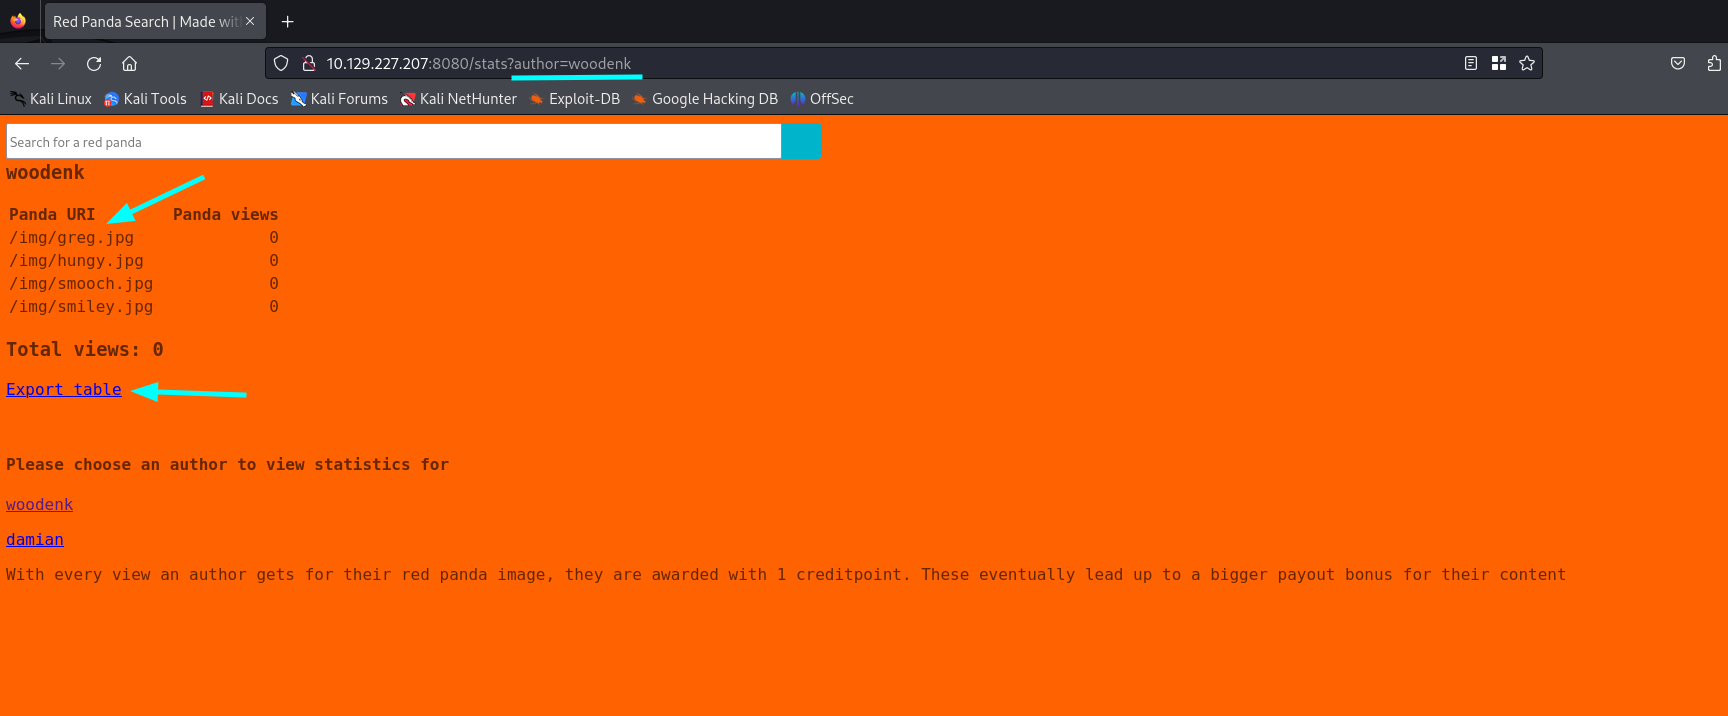 Red Panda Search | Made wit
10.129.227.207:8080/stats?author=woodenk
Kali Linux Kali Tools Kali Docs Kali Forums Kali NetHunter Exploit-DB Google Hacking DB OffSec
Search for a red panda
woodenk
Panda URI Panda views
/img/greg.jpg 0
/img/hungy.jpg 0
/img/smooch.jpg 0
/img/smiley.jpg 0
Total views: 0
Export table
Please choose an author to view statistics for
woodenk
damian
With every view an author gets for their red panda image, they are awarded with 1 creditpoint. These eventually lead up to a bigger payout bonus for their content